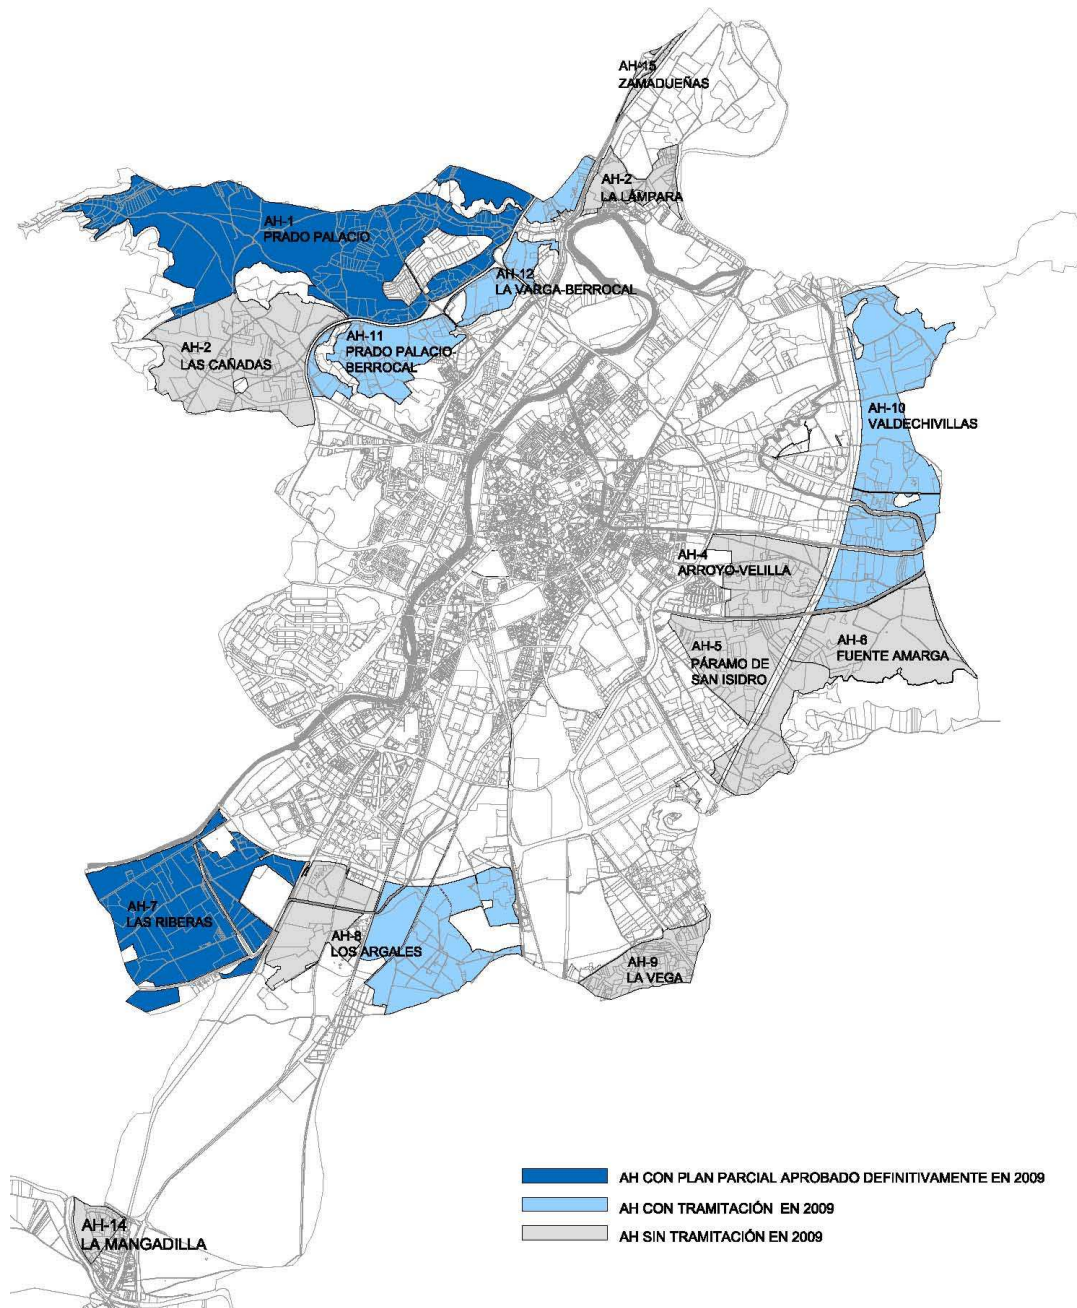 AH-15
ZAMADUEÑAS
AH-2
LA LÁMPARA
AH-1
PRADO PALACIO
AH-12
LA VARGA-BERROCAL
AH-11
PRADO PALACIO-
BERROCAL
AH-2
LAS CAÑADAS
AH-10
VALDECHIVILLAS
AH-4
ARROYO-VELILLA
AH-5
PÁRAMO DE
SAN ISIDRO
AH-6
FUENTE AMARGA
AH-7
LAS RIBERAS
AH-8
LOS ARGALES
AH-9
LA VEGA
AH-14
LA MANGADILLA
AH CON PLAN PARCIAL APROBADO DEFINITIVAMENTE EN 2009
AH CON TRAMITACIÓN EN 2009
AH SIN TRAMITACIÓN EN 2009